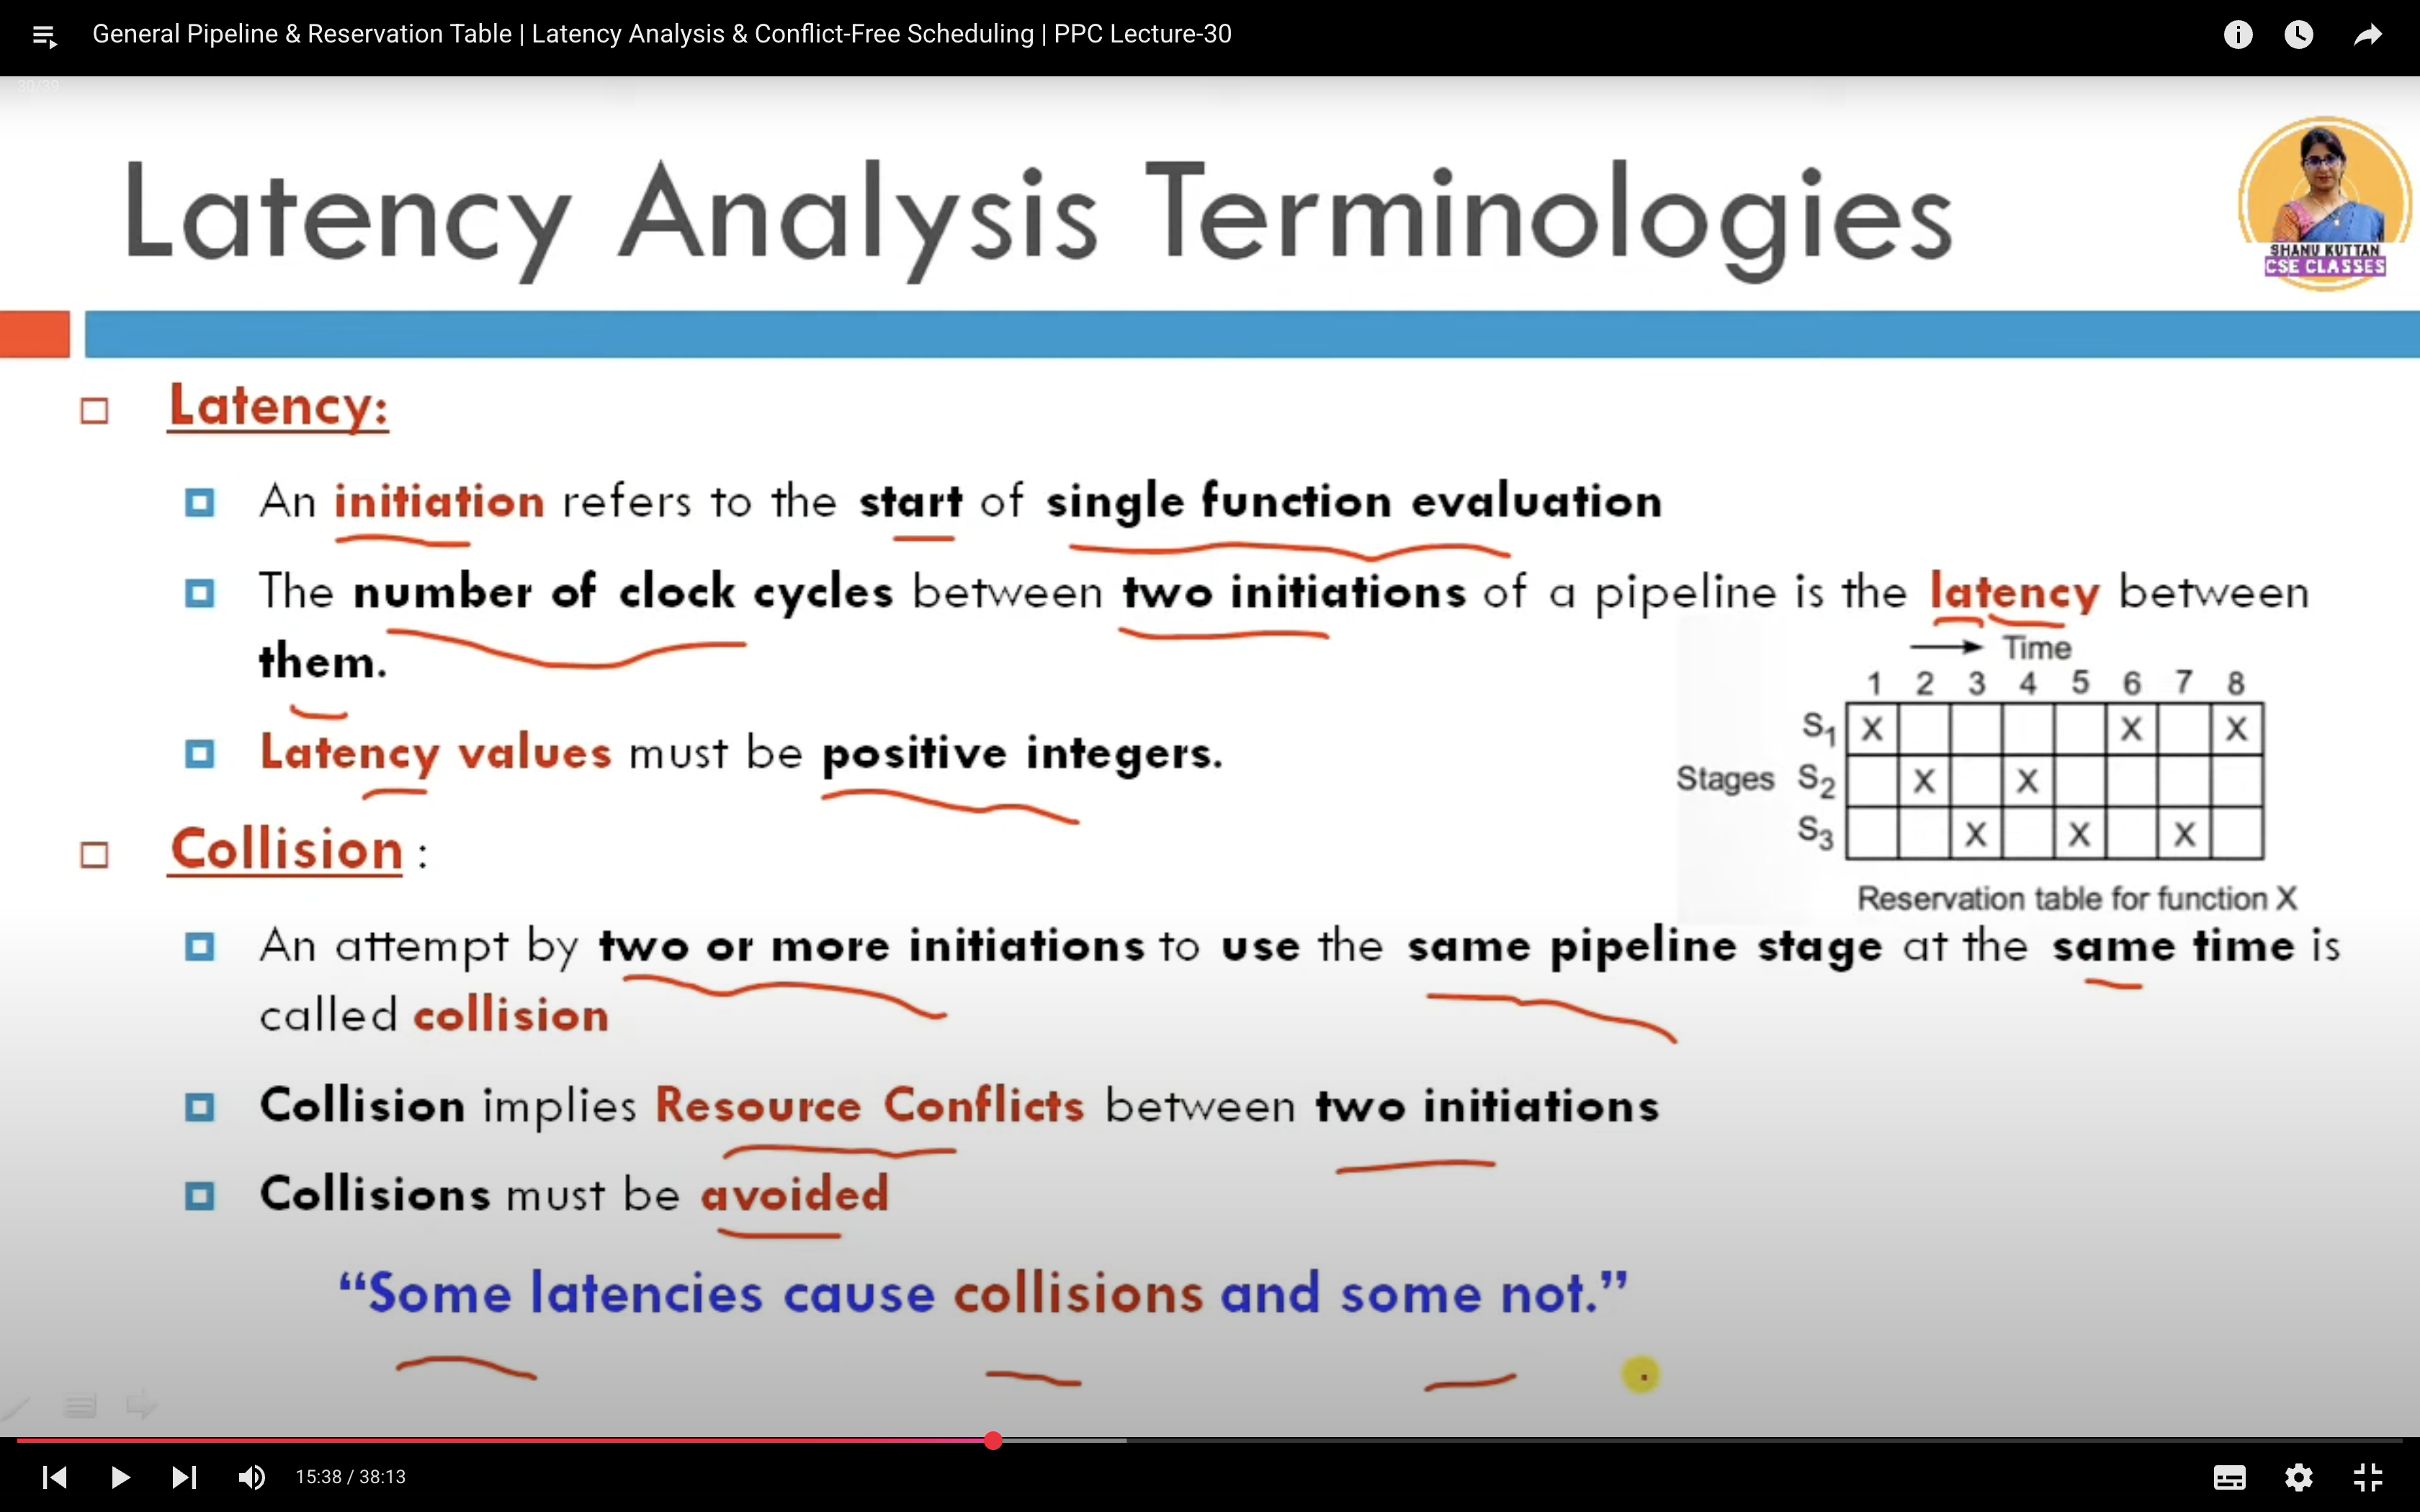 General Pipeline & Reservation Table | Latency Analysis & Conflict-Free Scheduling | PPC Lecture-30
30/39
Latency Analysis Terminologies
SHANU KUTTAN
CSE CLASSES
Latency:
An initiation refers to the start of single function evaluation
The number of clock cycles between two initiations of a pipeline is the latency between
them.
Latency values must be positive integers.
Time
1 2 3 4 5 6 7 8
S1 X X X
Stages S2 X X
S3 X X X
Reservation table for function X
Collision :
An attempt by two or more initiations to use the same pipeline stage at the same time is
called collision
Collision implies Resource Conflicts between two initiations
Collisions must be avoided
“Some latencies cause collisions and some not.”
15:38 / 38:13